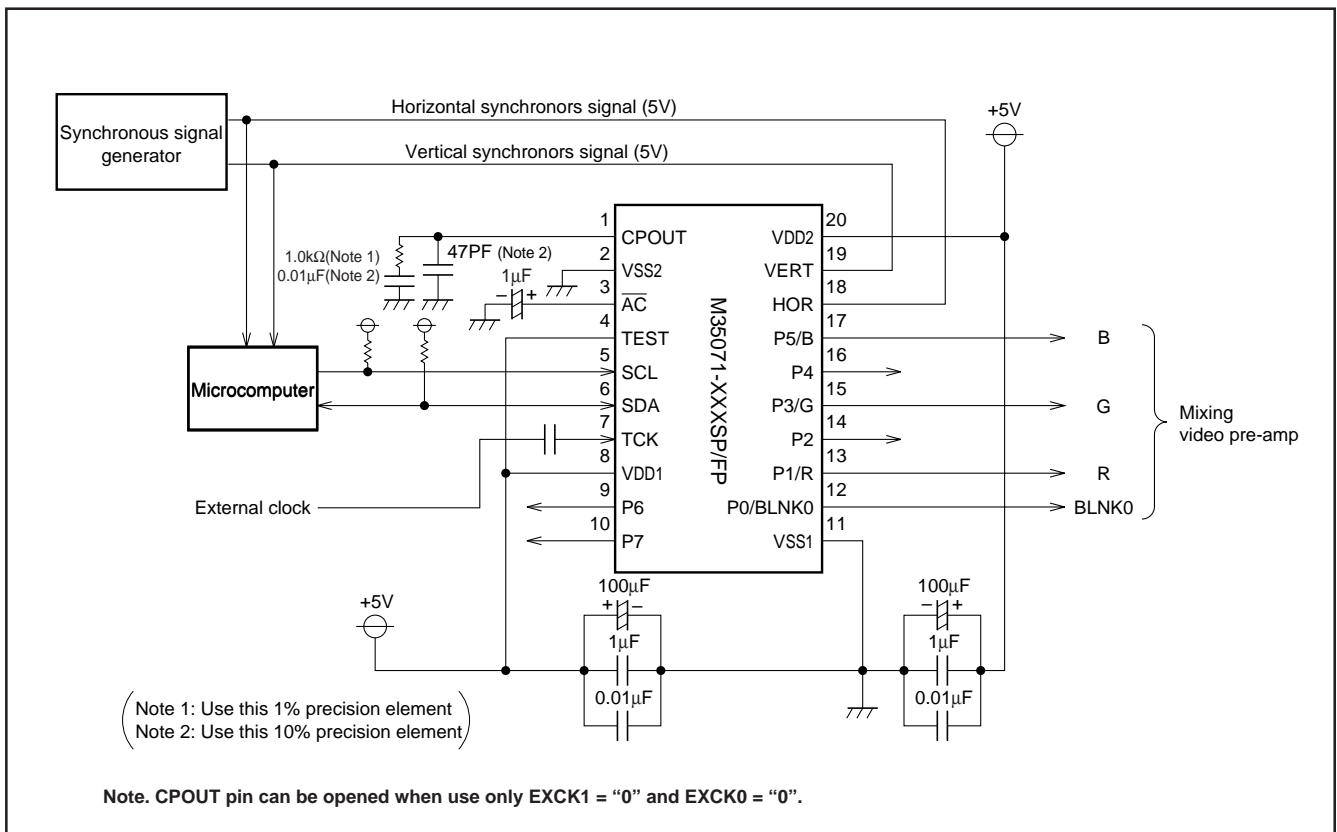 Synchronous signal
generator
Horizontal synchronors signal (5V)
Vertical synchronors signal (5V)
+5V
1.0kΩ(Note 1)
0.01µF(Note 2)
47PF (Note 2)
1µF
− +
Microcomputer
External clock
1 CPOUT
2 VSS2
3 AC
4 TEST
5 SCL
6 SDA
7 TCK
8 VDD1
9 P6
10 P7
M35071-XXXSP/FP
20 VDD2
19 VERT
18 HOR
17 P5/B
16 P4
15 P3/G
14 P2
13 P1/R
12 P0/BLNK0
11 VSS1
B
G
R
BLNK0
Mixing
video pre-amp
+5V
100µF
+ −
1µF
0.01µF
100µF
− +
1µF
0.01µF
Note 1: Use this 1% precision element
Note 2: Use this 10% precision element
Note. CPOUT pin can be opened when use only EXCK1 = “0” and EXCK0 = “0”.